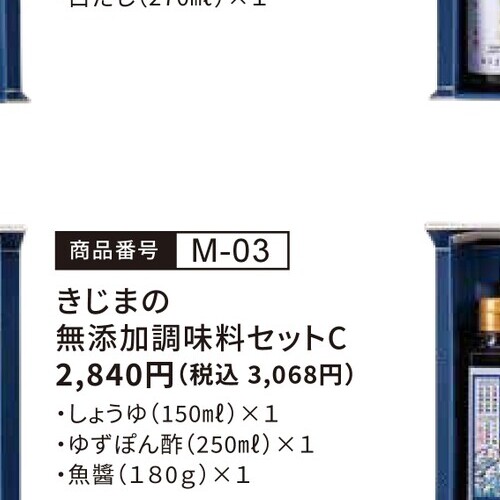 白だし（270㎖）×1
商品番号 M-03
きじまの
無添加調味料セットC
2,840円（税込 3,068円）
・しょうゆ（150㎖）×１
・ゆずぽん酢（250㎖）×１
・魚醬（１８０ｇ）×１